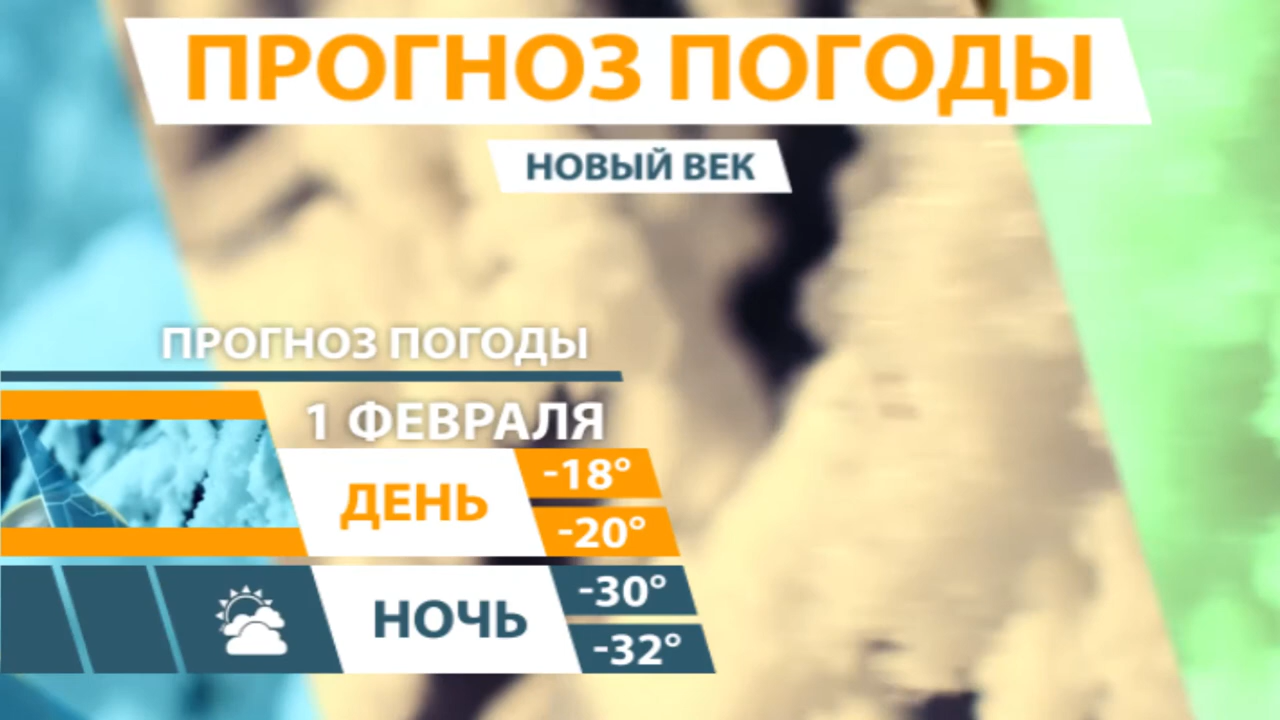 ПРОГНОЗ ПОГОДЫ
НОВЫЙ ВЕК
ПРОГНОЗ ПОГОДЫ
1 ФЕВРАЛЯ
ДЕНЬ
-18°
-20°
НОЧЬ
-30°
-32°